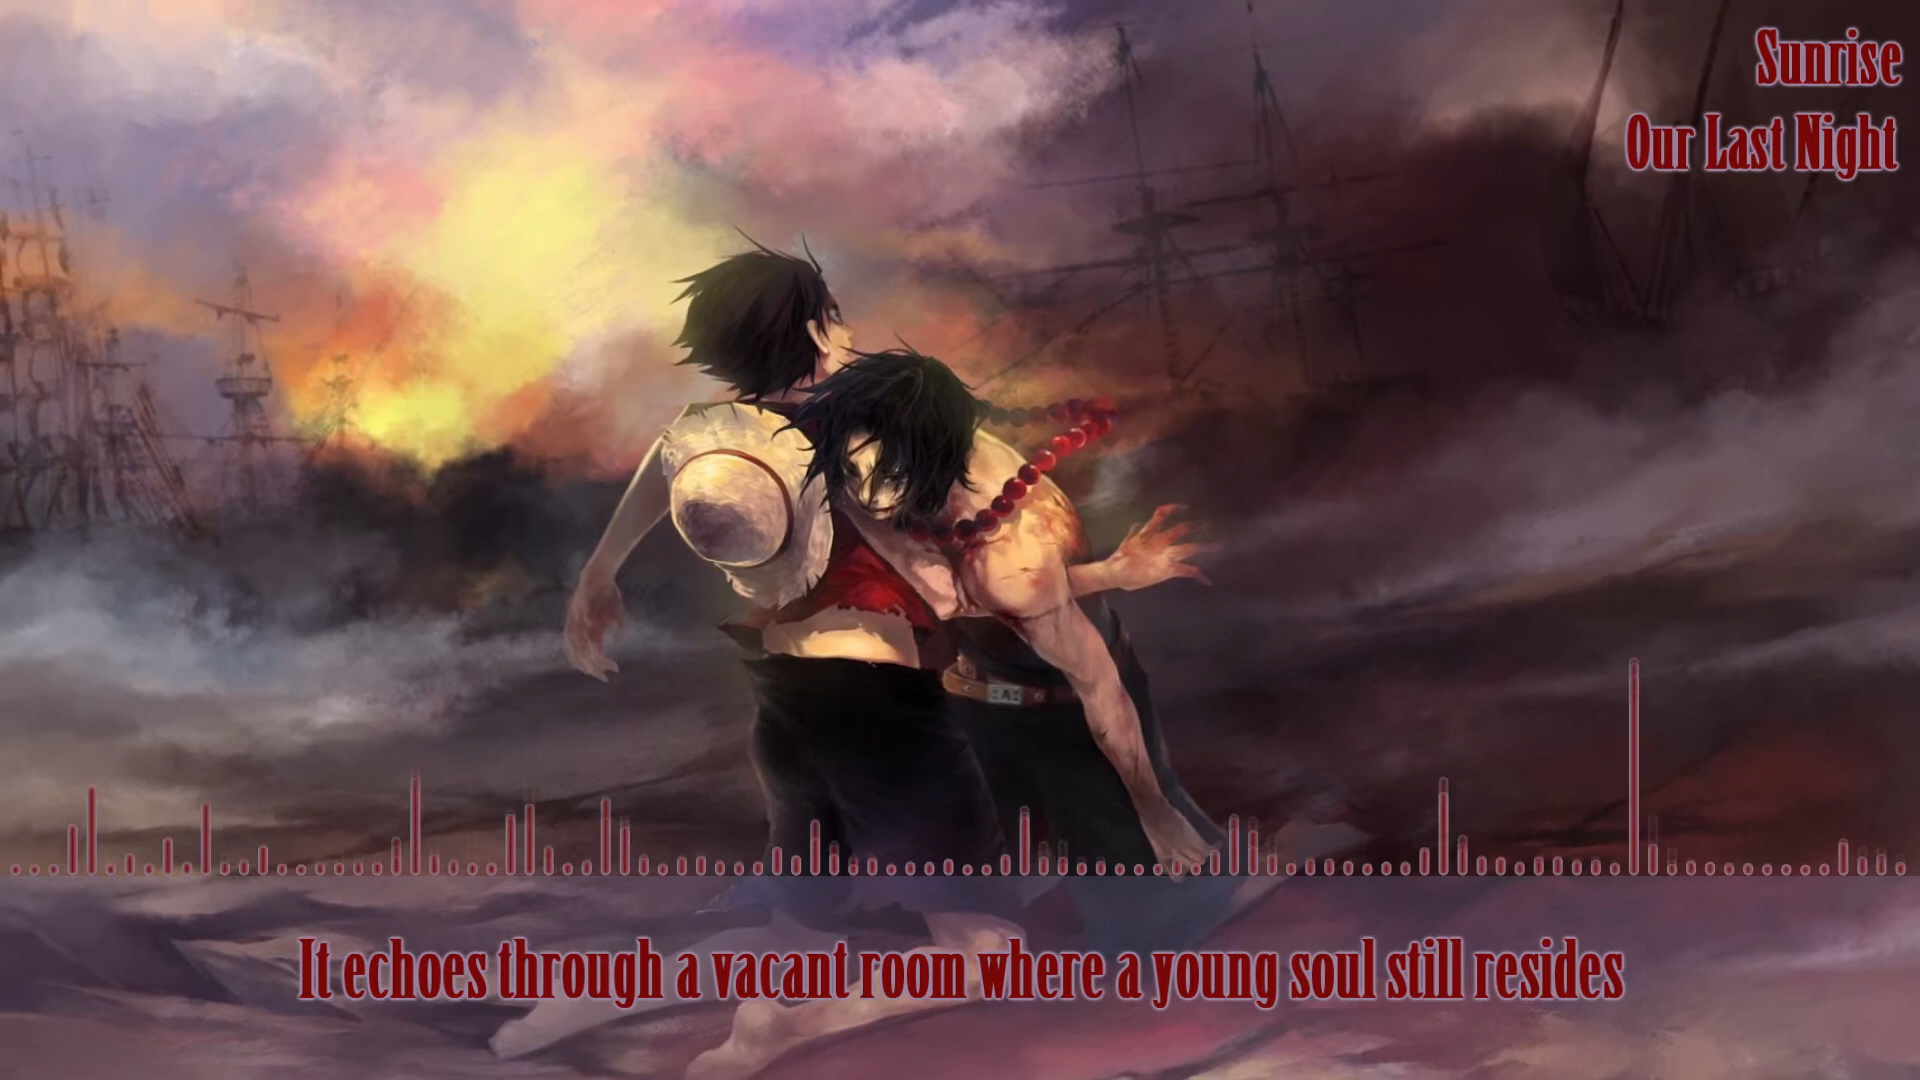 Sunrise
Our Last Night
A
It echoes through a vacant room where a young soul still resides